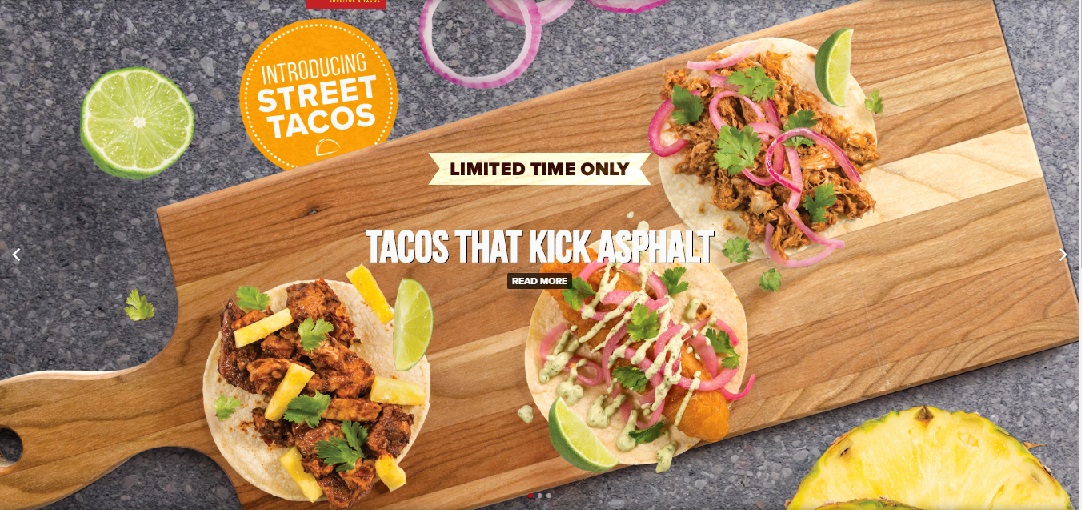 INTRODUCING
STREET
TACOS
LIMITED TIME ONLY
TACOS THAT KICK ASPHALT
READ MORE